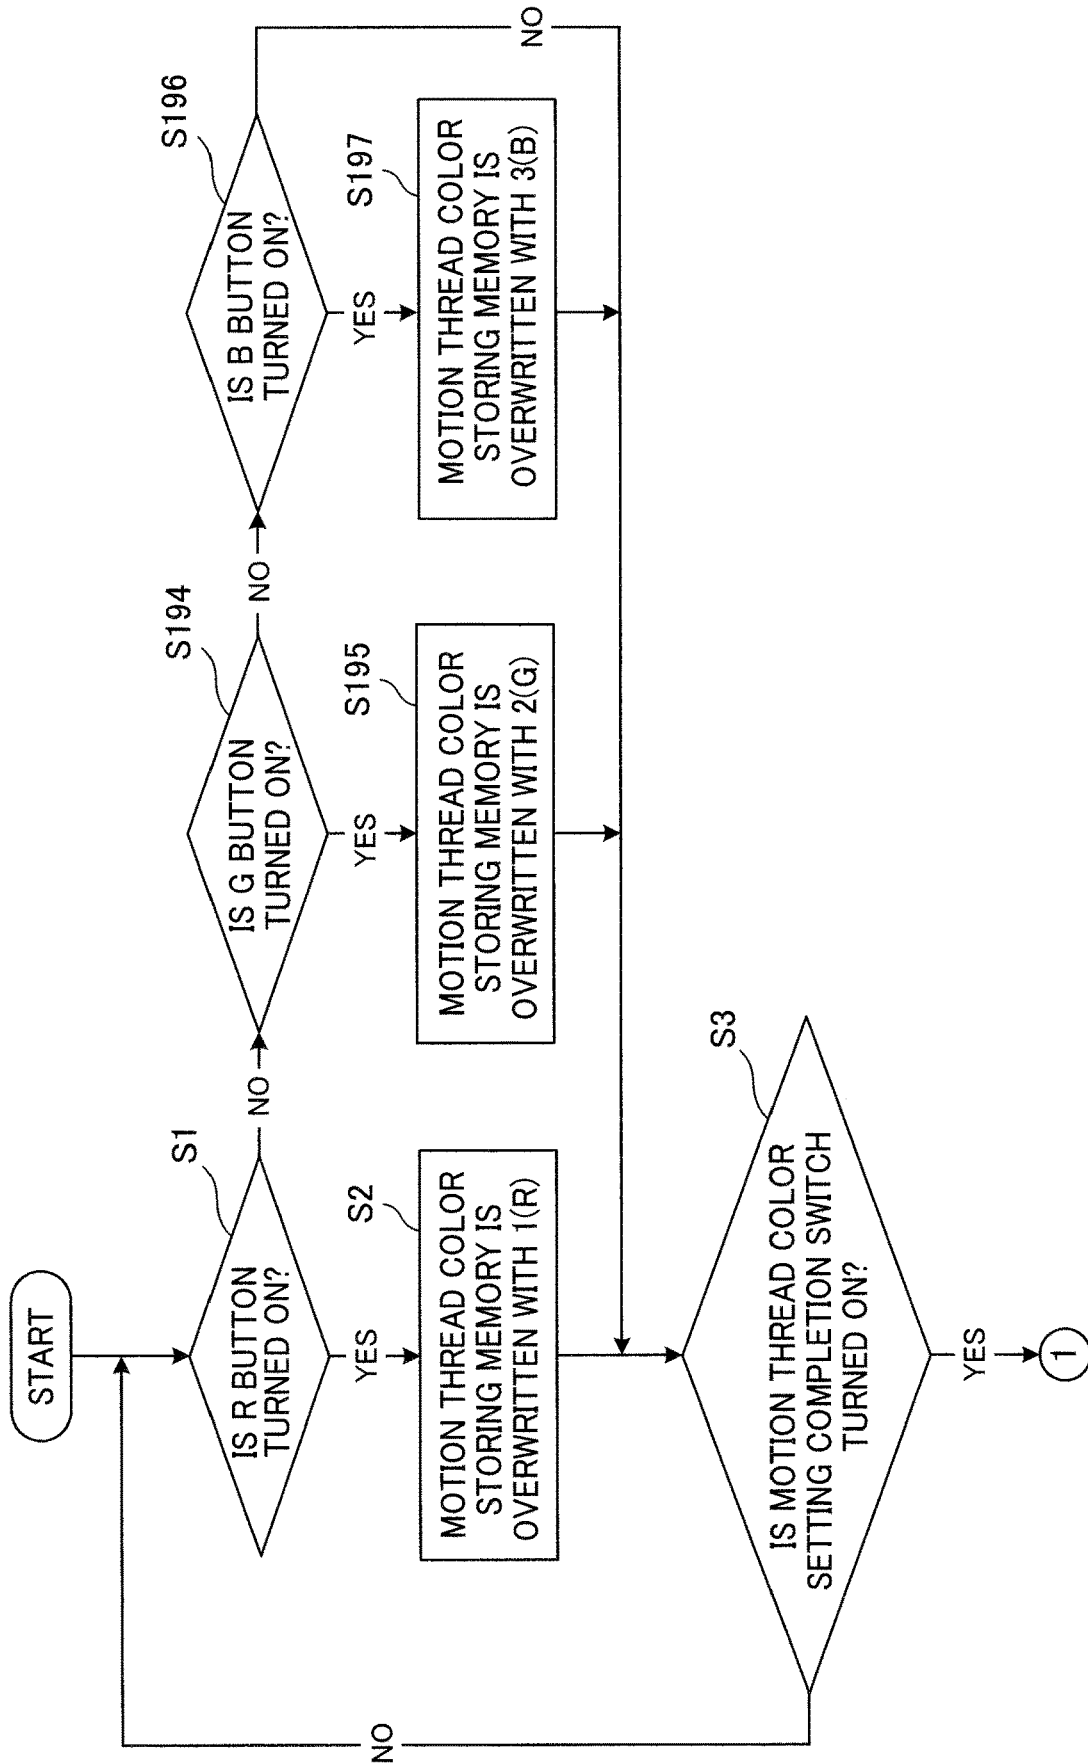 START
S1
IS R BUTTON
TURNED ON?
NO
YES
S2
MOTION THREAD COLOR
STORING MEMORY IS
OVERWRITTEN WITH 1(R)
S194
IS G BUTTON
TURNED ON?
NO
YES
S195
MOTION THREAD COLOR
STORING MEMORY IS
OVERWRITTEN WITH 2(G)
S196
IS B BUTTON
TURNED ON?
NO
YES
S197
MOTION THREAD COLOR
STORING MEMORY IS
OVERWRITTEN WITH 3(B)
S3
IS MOTION THREAD COLOR
SETTING COMPLETION SWITCH
TURNED ON?
NO
YES
1